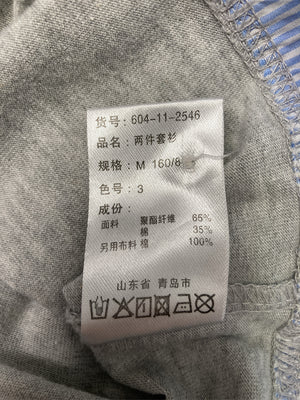 货号: 604-11-2546
品名: 两件套衫
规格: M 160/8
色号: 3
成份:
面料 聚酯纤维 65%
棉 35%
另用布料 棉 100%
山东省 青岛市